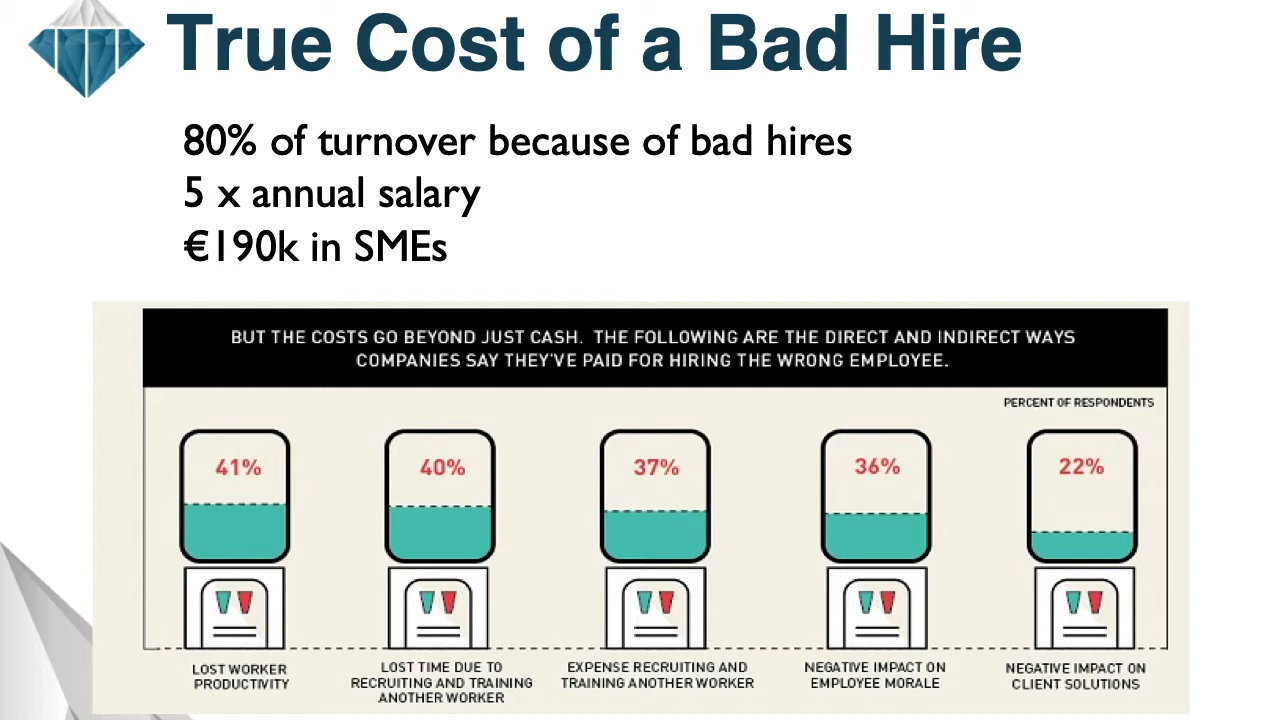 True Cost of a Bad Hire
80% of turnover because of bad hires
5 x annual salary
€190k in SMEs
BUT THE COSTS GO BEYOND JUST CASH. THE FOLLOWING ARE THE DIRECT AND INDIRECT WAYS
COMPANIES SAY THEY'VE PAID FOR HIRING THE WRONG EMPLOYEE.
PERCENT OF RESPONDENTS
41%
40%
37%
36%
22%
LOST WORKER
PRODUCTIVITY
LOST TIME DUE TO
RECRUITING AND TRAINING
ANOTHER WORKER
EXPENSE RECRUITING AND
TRAINING ANOTHER WORKER
NEGATIVE IMPACT ON
EMPLOYEE MORALE
NEGATIVE IMPACT ON
CLIENT SOLUTIONS